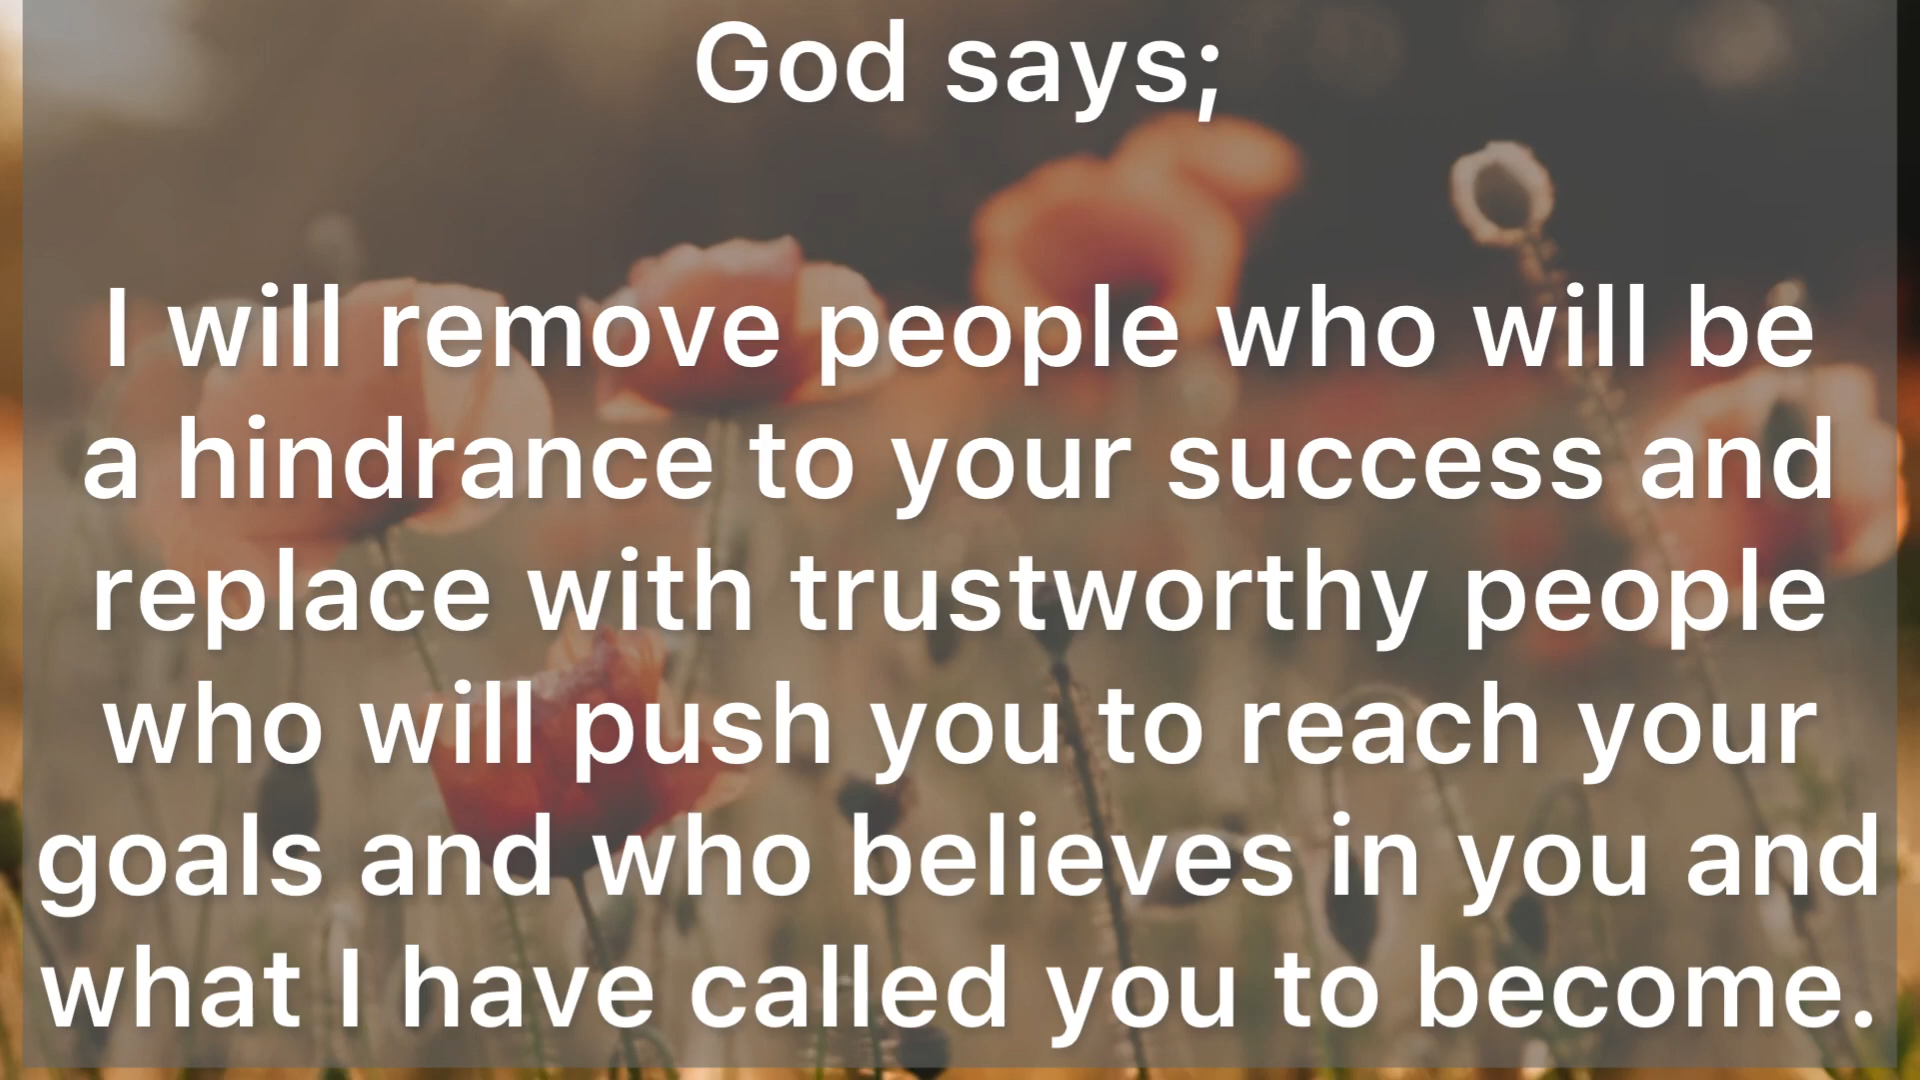 God says;
I will remove people who will be
a hindrance to your success and
replace with trustworthy people
who will push you to reach your
goals and who believes in you and
what I have called you to become.